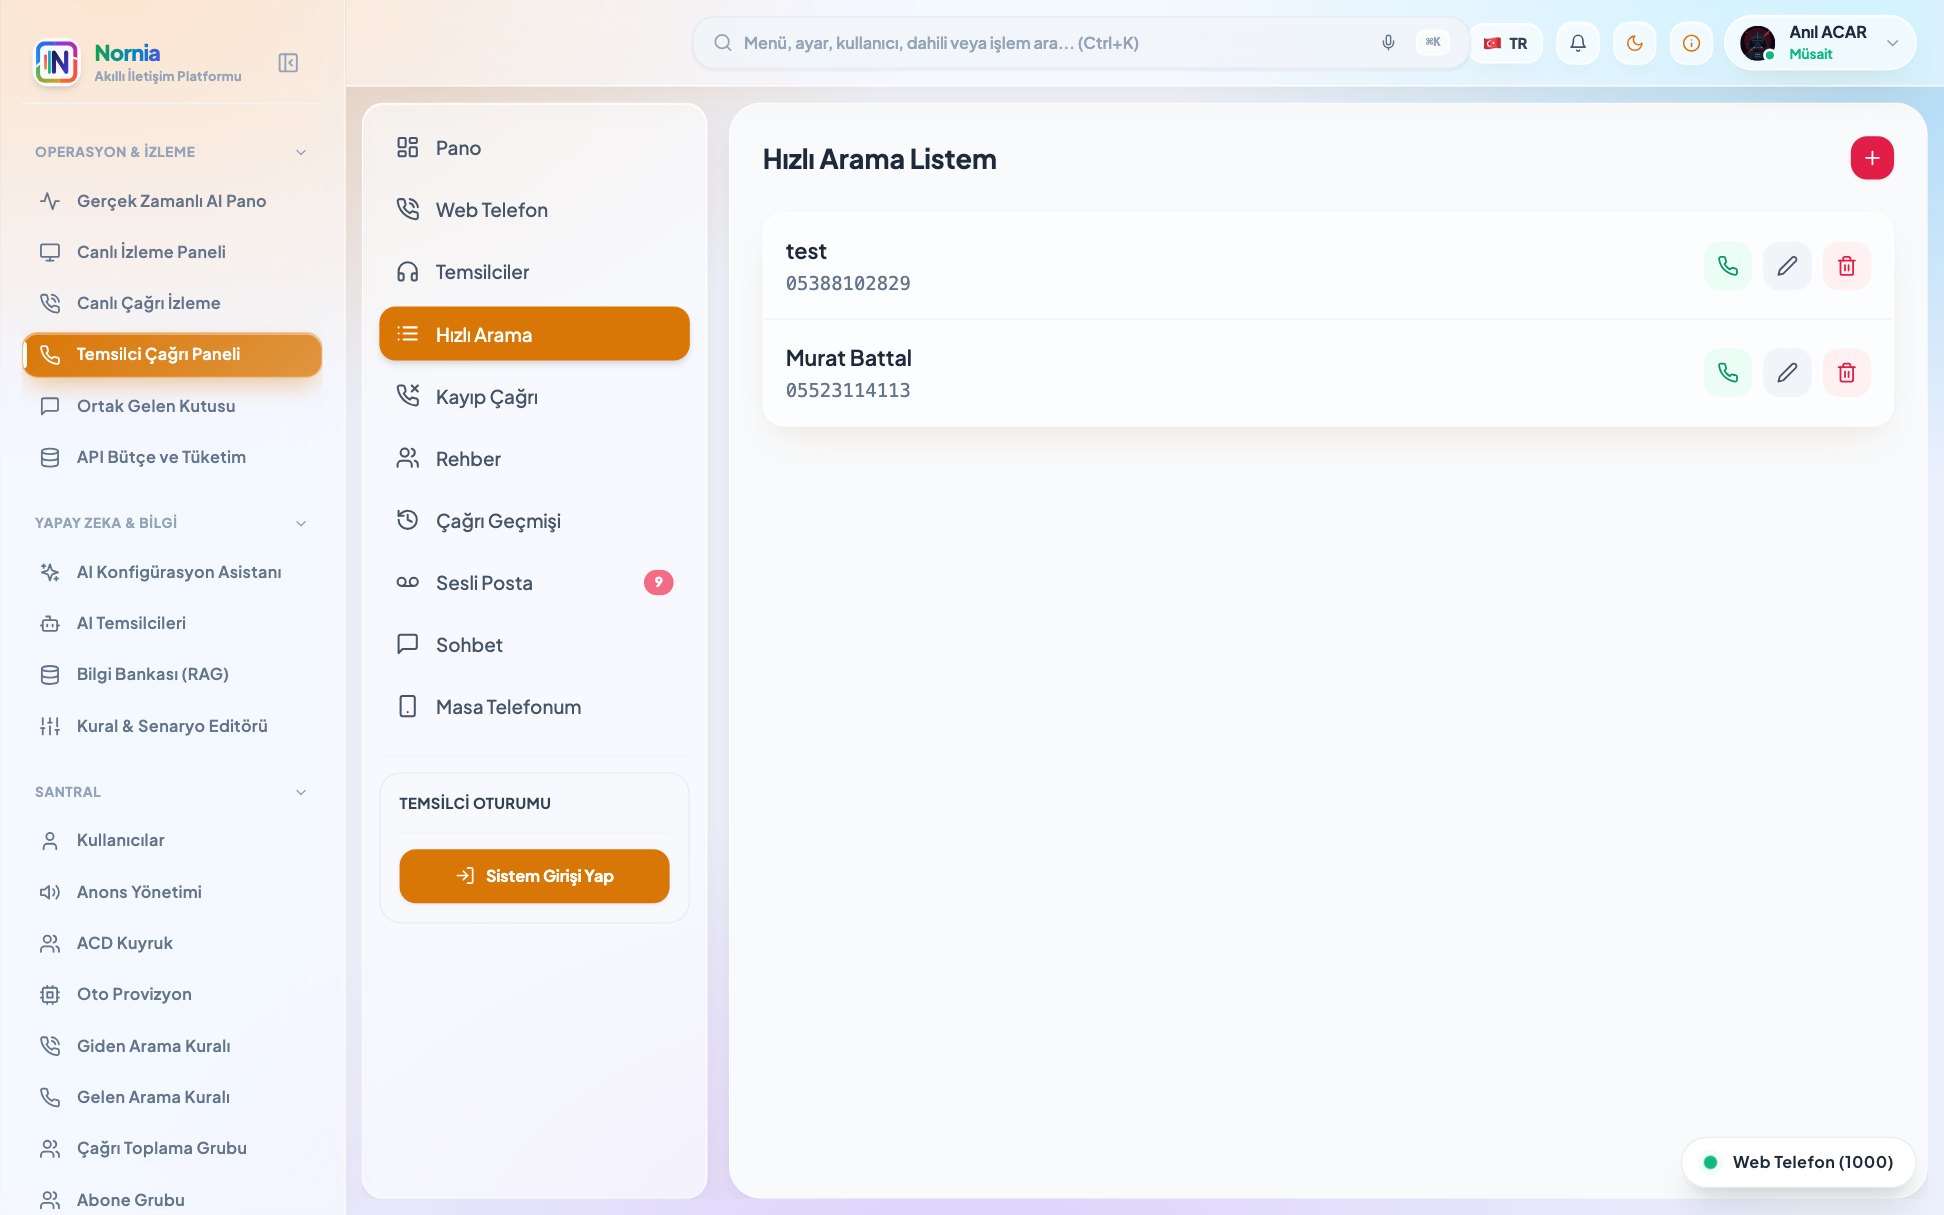 Nornia
Akıllı İletişim Platformu
Menü, ayar, kullanıcı, dahili veya işlem ara... (Ctrl+K)
⌘K
TR
Anıl ACAR
Müsait
OPERASYON & İZLEME
Gerçek Zamanlı AI Pano
Canlı İzleme Paneli
Canlı Çağrı İzleme
Temsilci Çağrı Paneli
Ortak Gelen Kutusu
API Bütçe ve Tüketim
YAPAY ZEKA & BİLGİ
AI Konfigürasyon Asistanı
AI Temsilcileri
Bilgi Bankası (RAG)
Kural & Senaryo Editörü
SANTRAL
Kullanıcılar
Anons Yönetimi
ACD Kuyruk
Oto Provizyon
Giden Arama Kuralı
Gelen Arama Kuralı
Çağrı Toplama Grubu
Abone Grubu
Pano
Web Telefon
Temsilciler
Hızlı Arama
Kayıp Çağrı
Rehber
Çağrı Geçmişi
Sesli Posta
9
Sohbet
Masa Telefonum
TEMSİLCİ OTURUMU
Sistem Girişi Yap
Hızlı Arama Listem
test
05388102829
Murat Battal
05523114113
Web Telefon (1000)